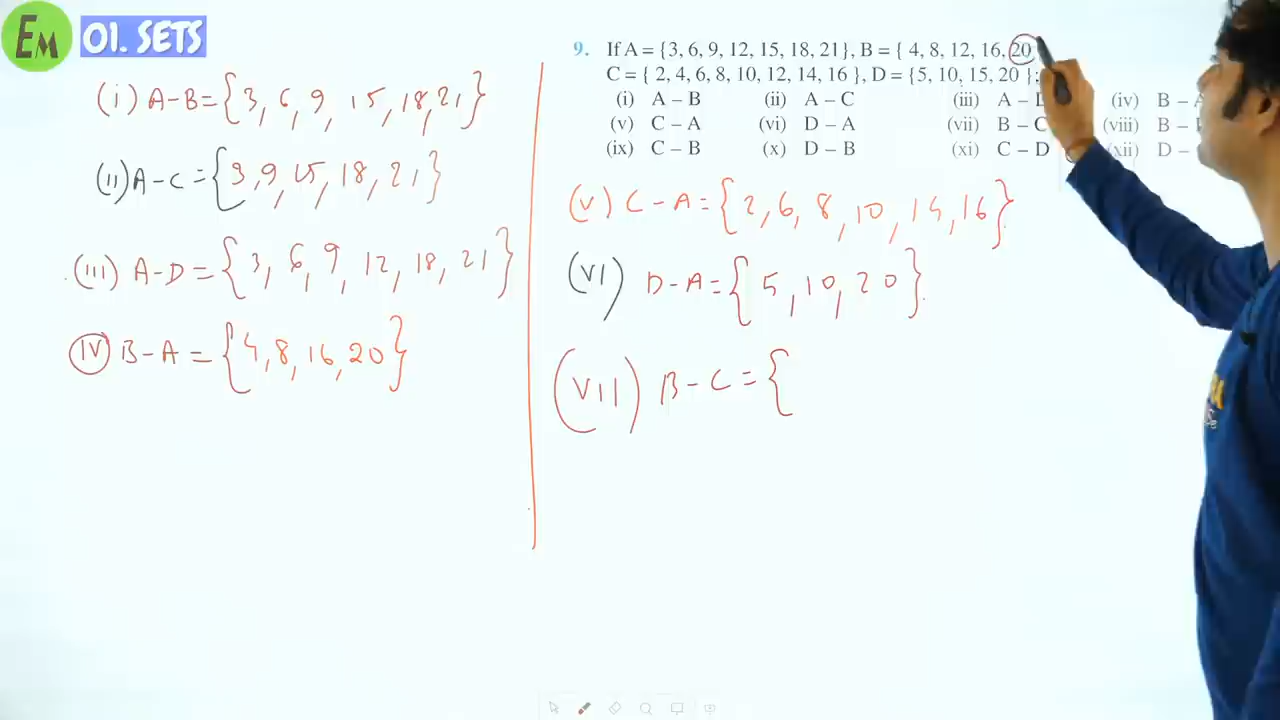 EM 01. SETS
9. If A = {3, 6, 9, 12, 15, 18, 21}, B = { 4, 8, 12, 16, 20
C = { 2, 4, 6, 8, 10, 12, 14, 16 }, D = {5, 10, 15, 20 };
(i) A – B (ii) A – C (iii) A – (iv) B –
(v) C – A (vi) D – A (vii) B – C (viii) B –
(ix) C – B (x) D – B (xi) C – D (xii) D –
(i) A-B={3, 6, 9, 15, 18, 21}
(ii) A-C={3, 9, 15, 18, 21}
(iii) A-D={3, 6, 9, 12, 18, 21}
(IV) B-A={4, 8, 16, 20}
(V) C-A={2, 6, 8, 10, 14, 16}
(VI) D-A={5, 10, 20}
(VII) B-C={